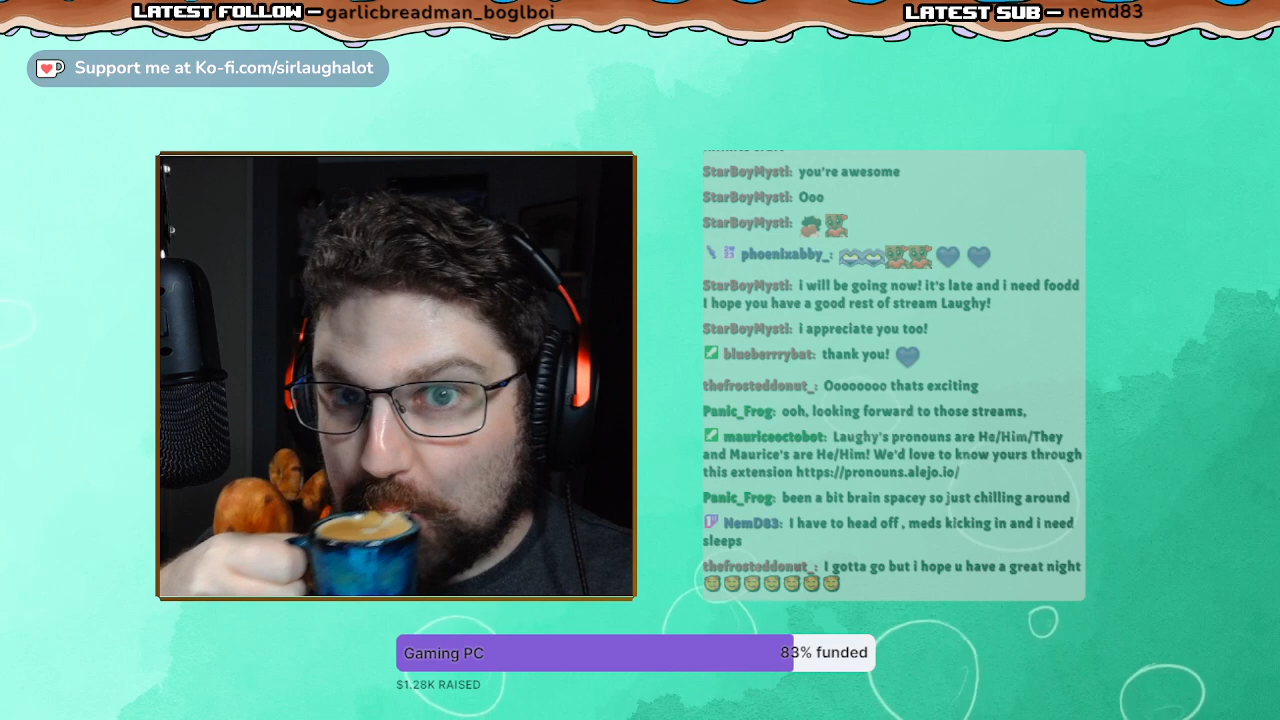 LATEST FOLLOW – garlicbreadman_boglboi
LATEST SUB – nemd83
Support me at Ko-fi.com/sirlaughalot
StarBoyMysti: you're awesome
StarBoyMysti: Ooo
StarBoyMysti:
phoenixabby_:
StarBoyMysti: i will be going now! it's late and i need foodd
I hope you have a good rest of stream Laughy!
StarBoyMysti: i appreciate you too!
blueberrrybat: thank you!
thefrosteddonut_: Oooooooo thats exciting
Panic_Frog: ooh, looking forward to those streams,
mauriceoctobot: Laughy's pronouns are He/Him/They
and Maurice's are He/Him! We'd love to know yours through
this extension https://pronouns.alejo.io/
Panic_Frog: been a bit brain spacey so just chilling around
NemD83: I have to head off , meds kicking in and i need
sleeps
thefrosteddonut_: I gotta go but i hope u have a great night
Gaming PC
83% funded
$1.28K RAISED